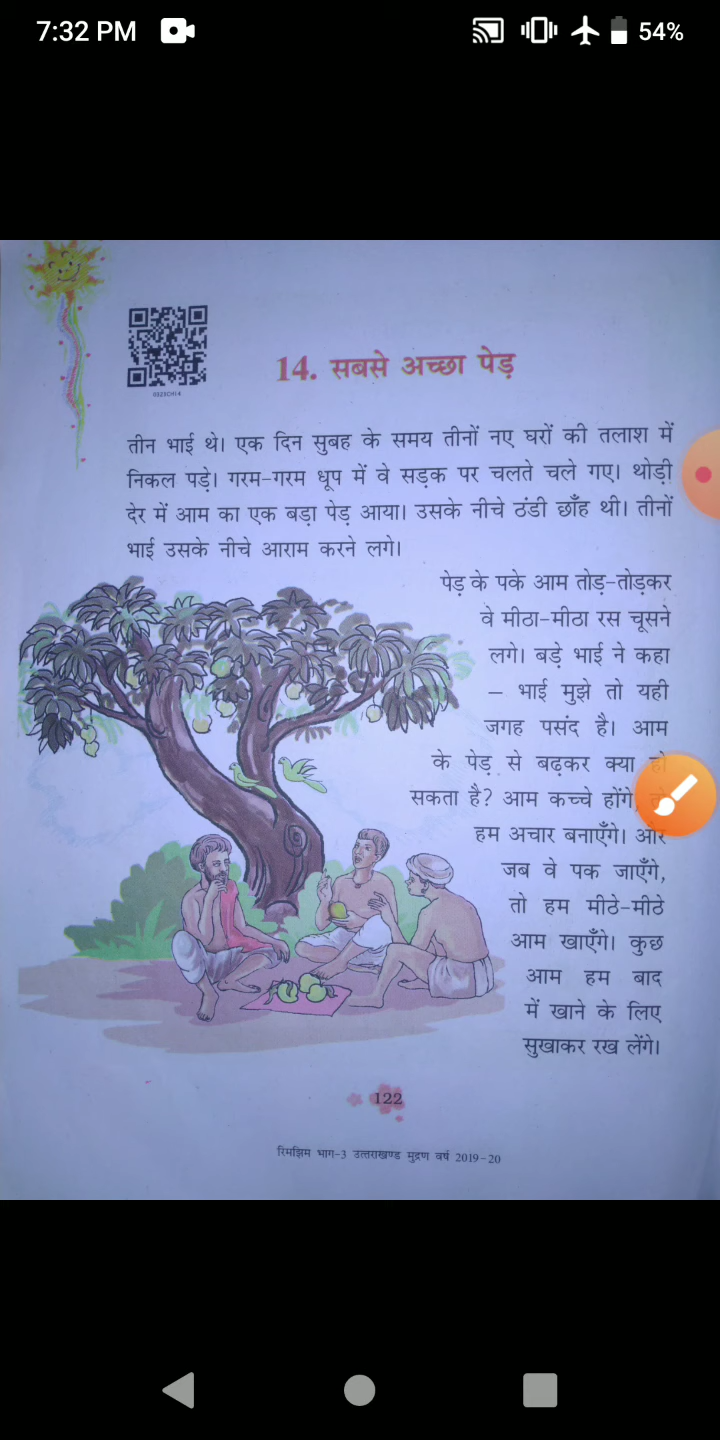 7:32 PM
54%
0325CH14
14. सबसे अच्छा पेड़
तीन भाई थे। एक दिन सुबह के समय तीनों नए घरों की तलाश में
निकल पड़े। गरम-गरम धूप में वे सड़क पर चलते चले गए। थोड़ी
देर में आम का एक बड़ा पेड़ आया। उसके नीचे ठंडी छाँह थी। तीनों
भाई उसके नीचे आराम करने लगे।
पेड़ के पके आम तोड़-तोड़कर
वे मीठा-मीठा रस चूसने
लगे। बड़े भाई ने कहा
– भाई मुझे तो यही
जगह पसंद है। आम
के पेड़ से बढ़कर क्या हो
सकता है? आम कच्चे होंगे,
हम अचार बनाएँगे। और
जब वे पक जाएँगे,
तो हम मीठे-मीठे
आम खाएँगे। कुछ
आम हम बाद
में खाने के लिए
सुखाकर रख लेंगे।
122
रिमझिम भाग-3 उत्तराखण्ड मुद्रण वर्ष 2019-20